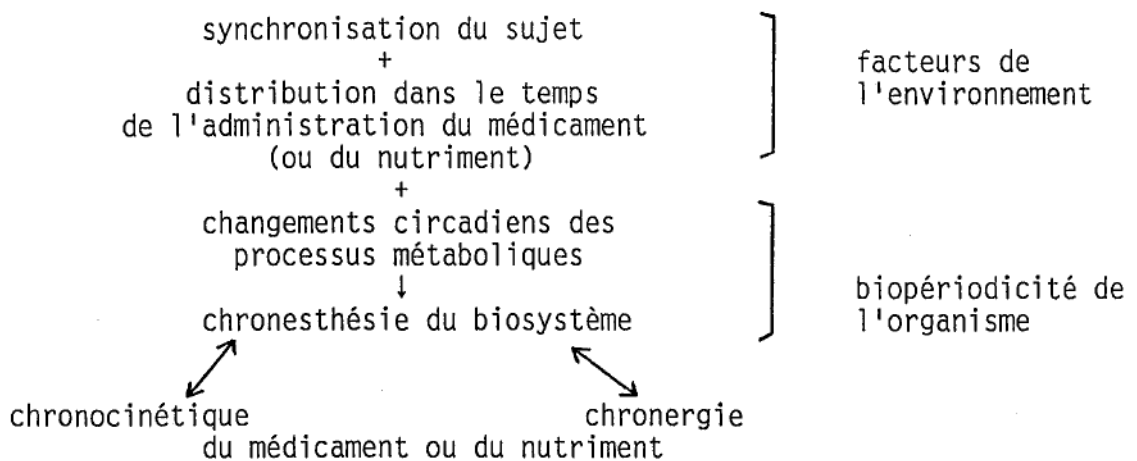 synchronisation du sujet
+
distribution dans le temps
de l'administration du médicament
(ou du nutriment)
facteurs de
l'environnement
+
changements circadiens des
processus métaboliques
↓
chronesthésie du biosystème
biopériodicité de
l'organisme
chronocinétique chronergie
du médicament ou du nutriment